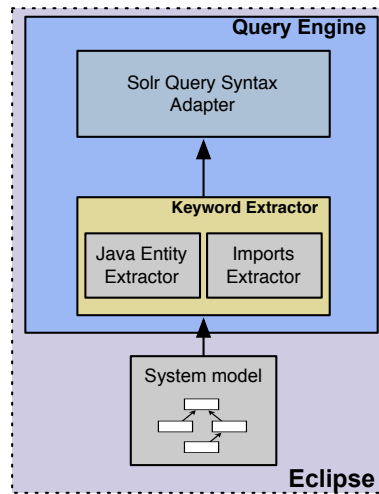 Query Engine
Solr Query Syntax
Adapter
Keyword Extractor
Java Entity
Extractor
Imports
Extractor
System model
Eclipse